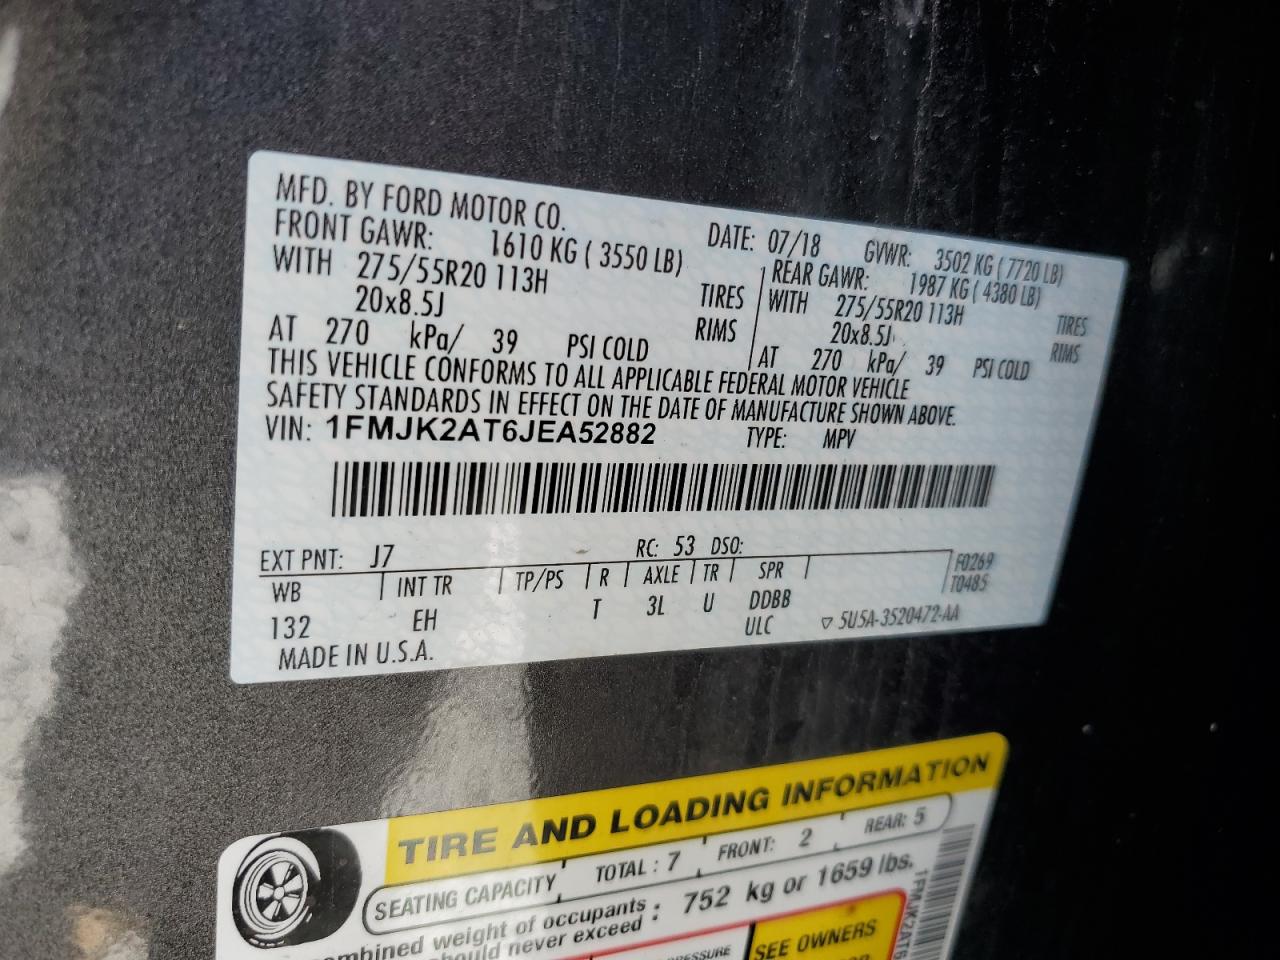 MFD. BY FORD MOTOR CO.
DATE: 07/18 GVWR: 3502 KG ( 7720 LB)
FRONT GAWR: 1610 KG ( 3550 LB)
REAR GAWR: 1987 KG ( 4380 LB)
WITH 275/55R20 113H TIRES
WITH 275/55R20 113H TIRES
20x8.5J RIMS
20x8.5J RIMS
AT 270 kPa/ 39 PSI COLD
AT 270 kPa/ 39 PSI COLD
THIS VEHICLE CONFORMS TO ALL APPLICABLE FEDERAL MOTOR VEHICLE
SAFETY STANDARDS IN EFFECT ON THE DATE OF MANUFACTURE SHOWN ABOVE.
VIN: 1FMJK2AT6JEA52882 TYPE: MPV
EXT PNT: J7 RC: 53 DSO:
WB INT TR TP/PS R AXLE TR SPR F0269
T0485
132 EH T 3L U DDBB
ULC ▽ 5U5A-3520472-AA
MADE IN U.S.A.
TIRE AND LOADING INFORMATION
SEATING CAPACITY TOTAL : 7 FRONT: 2 REAR: 5
combined weight of occupants : 752 kg or 1659 lbs.
should never exceed
PRESSURE
SEE OWNERS
1FMJK2AT6